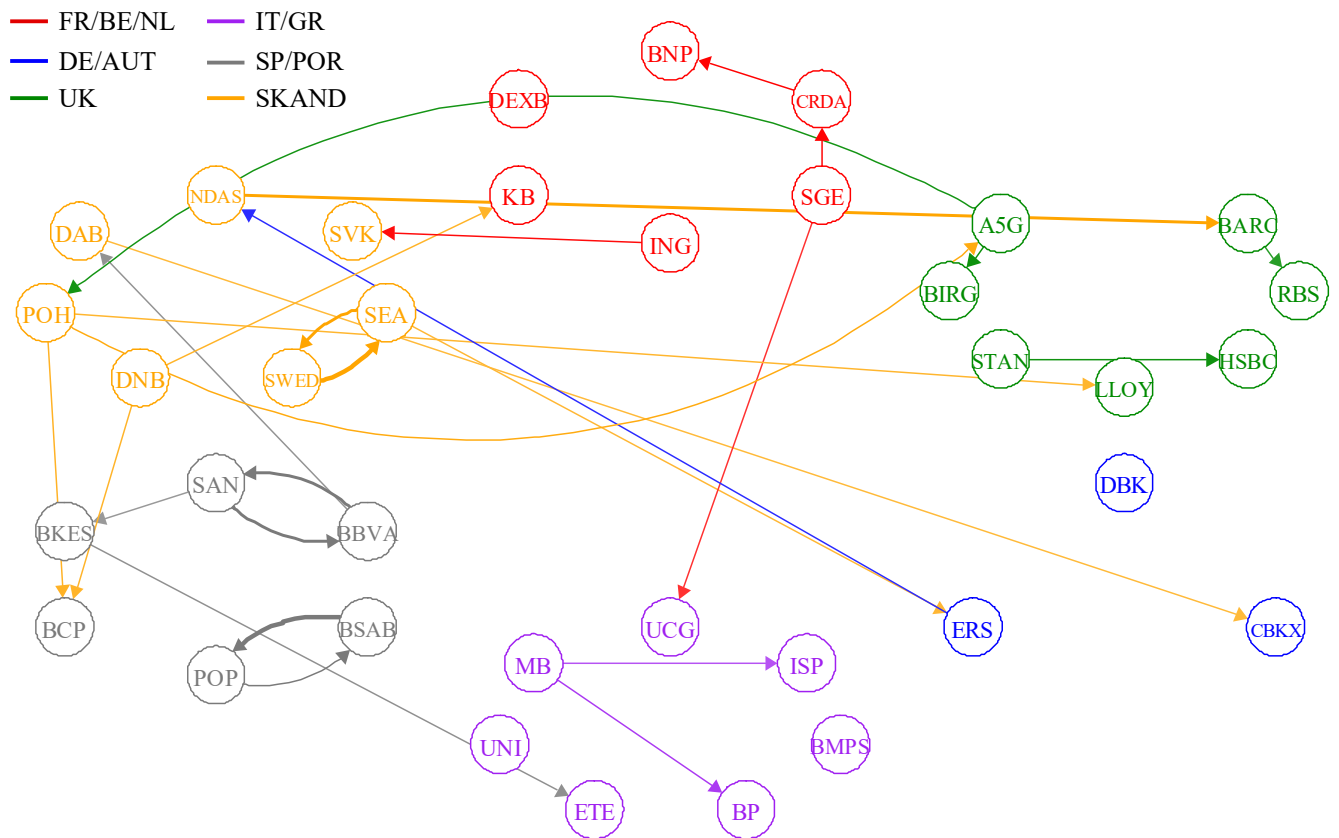 FR/BE/NL
IT/GR
DE/AUT
SP/POR
UK
SKAND
BNP
DEXB
CRDA
NDAS
KB
SGE
DAB
SVK
ING
A5G
BARC
POH
SEA
BIRG
RBS
DNB
SWED
STAN
LLOY
HSBC
SAN
DBK
BKES
BBVA
BCP
BSAB
UCG
ERS
CBKX
POP
MB
ISP
UNI
BMPS
ETE
BP